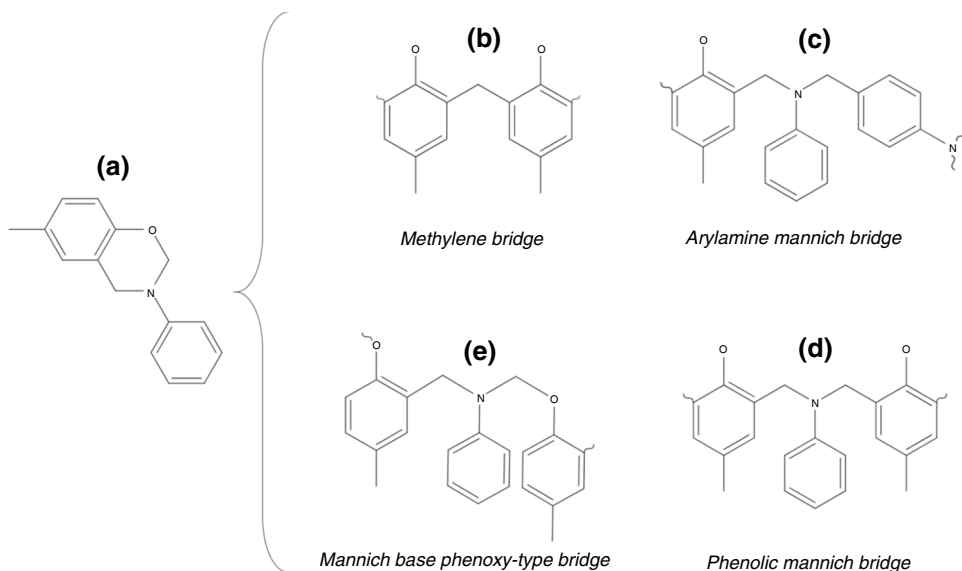 (b)
(c)
O
O
O
N
N
Methylene bridge
Arylamine mannich bridge
(a)
O
N
(e)
(d)
O
N
O
O
O
N
Mannich base phenoxy-type bridge
Phenolic mannich bridge